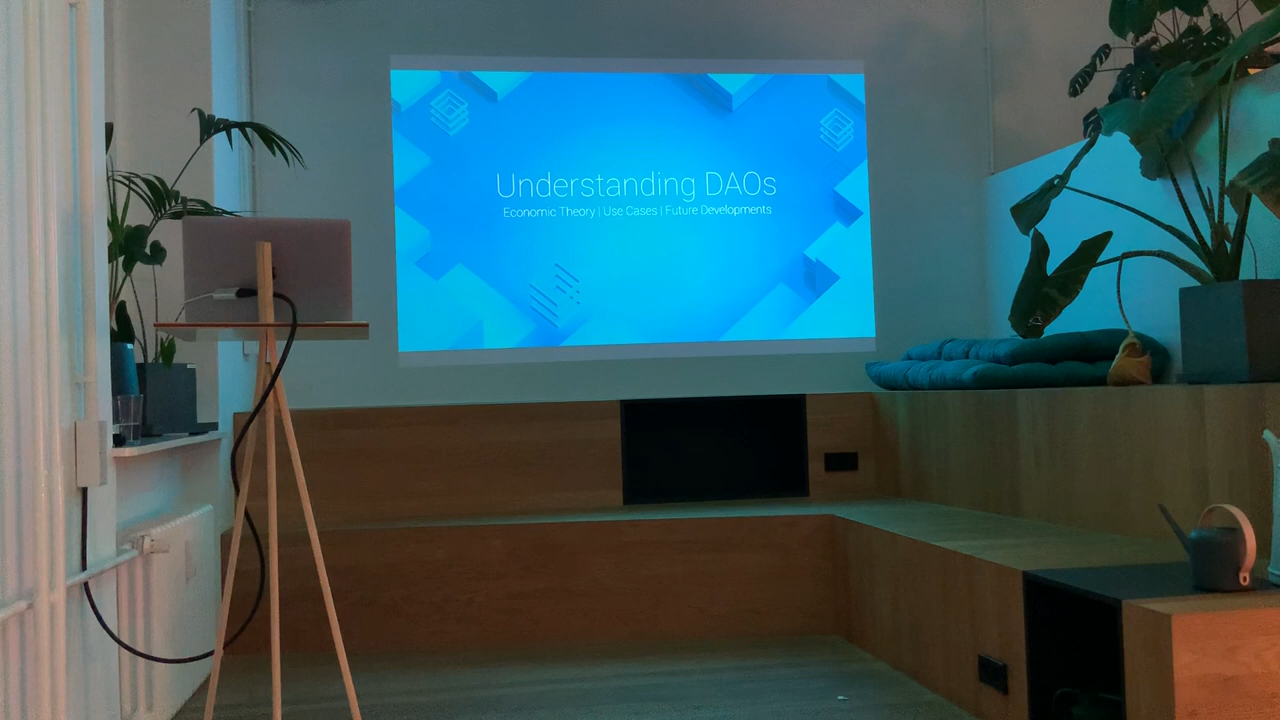 Understanding DAOs
Economic Theory | Use Cases | Future Developments